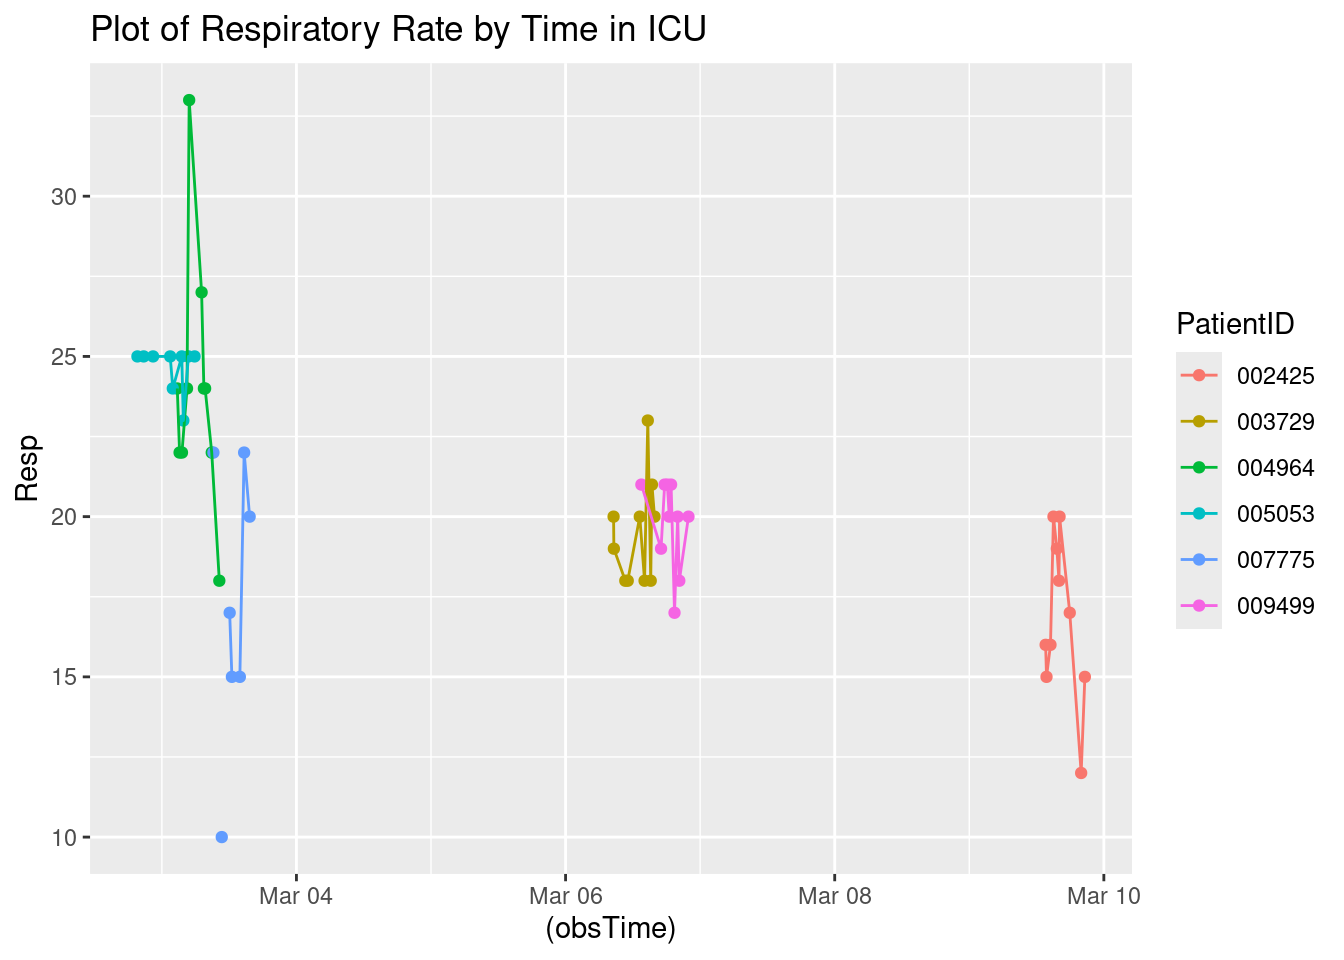 Plot of Respiratory Rate by Time in ICU
Resp
30
25
20
15
10
Mar 04
Mar 06
Mar 08
Mar 10
(obsTime)
PatientID
002425
003729
004964
005053
007775
009499